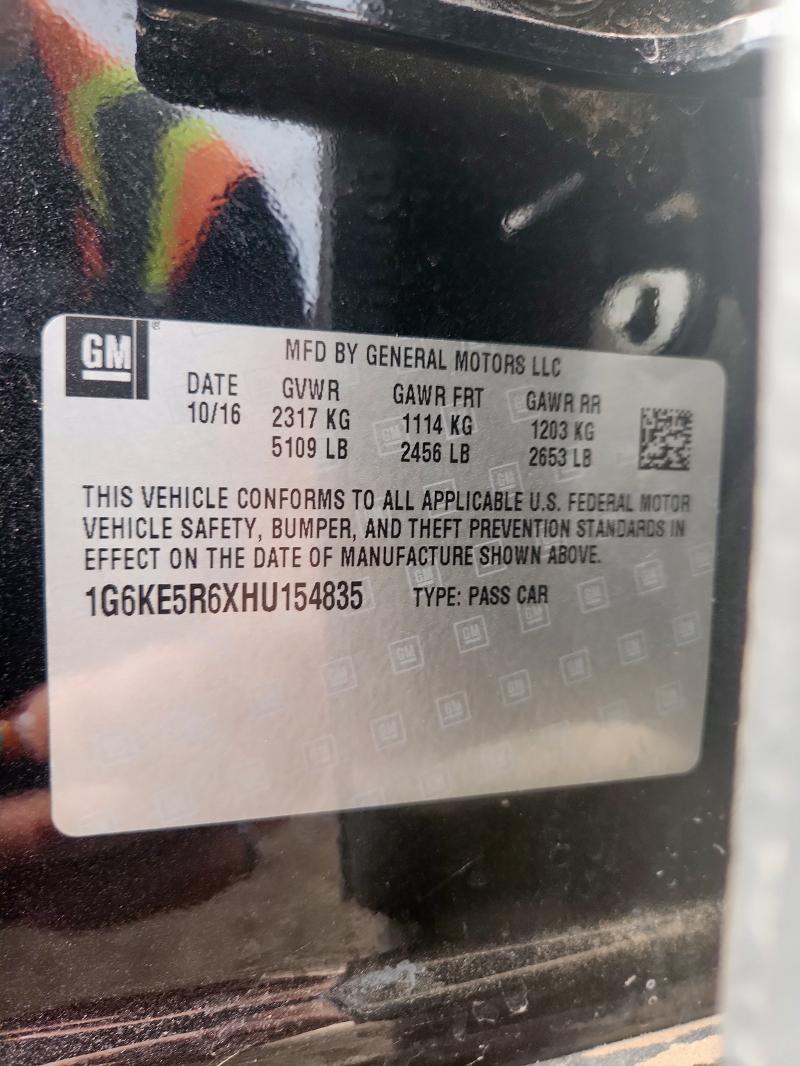 GM
MFD BY GENERAL MOTORS LLC
DATE GVWR GAWR FRT GAWR RR
10/16 2317 KG 1114 KG 1203 KG
5109 LB 2456 LB 2653 LB
THIS VEHICLE CONFORMS TO ALL APPLICABLE U.S. FEDERAL MOTOR
VEHICLE SAFETY, BUMPER, AND THEFT PREVENTION STANDARDS IN
EFFECT ON THE DATE OF MANUFACTURE SHOWN ABOVE.
1G6KE5R6XHU154835 TYPE: PASS CAR